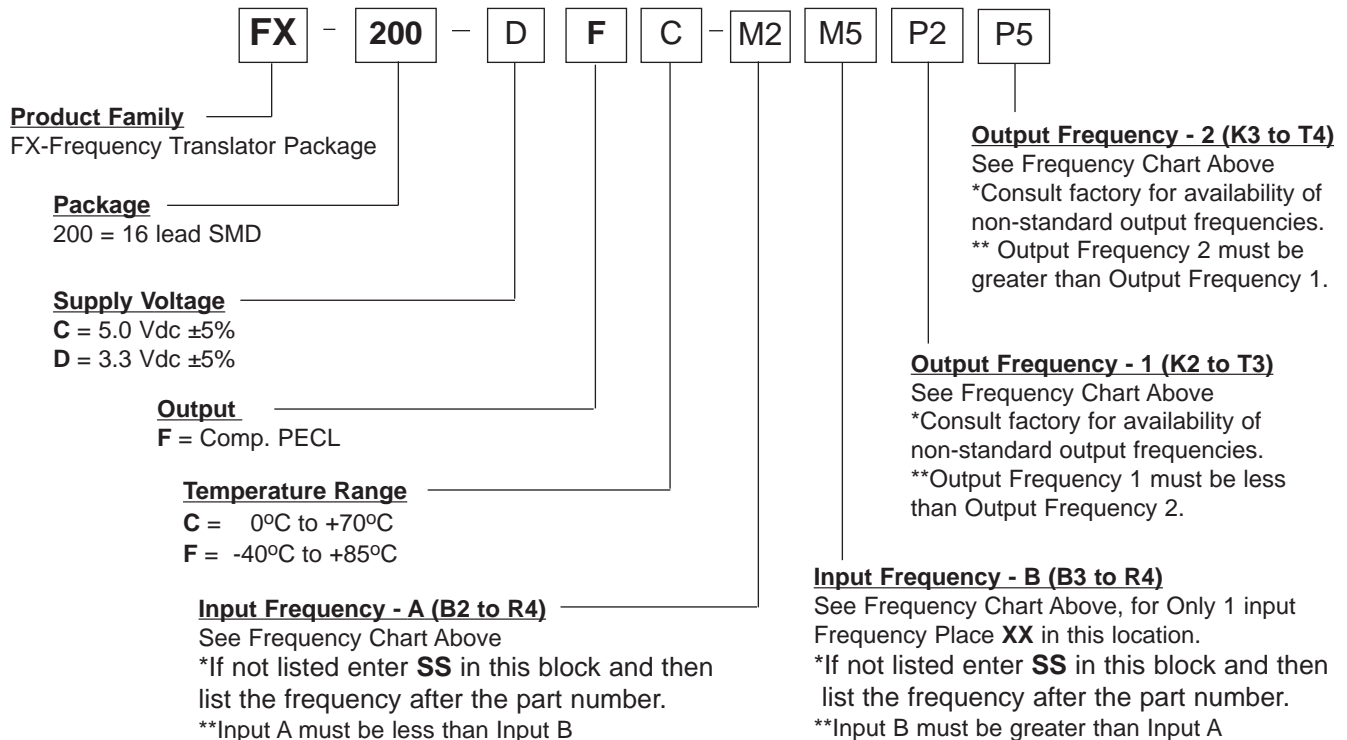 FX - 200 - D F C - M2 M5 P2 P5
Product Family
FX-Frequency Translator Package
Package
200 = 16 lead SMD
Supply Voltage
C = 5.0 Vdc ±5%
D = 3.3 Vdc ±5%
Output
F = Comp. PECL
Temperature Range
C = 0ºC to +70ºC
F = -40ºC to +85ºC
Input Frequency - A (B2 to R4)
See Frequency Chart Above
*If not listed enter SS in this block and then
list the frequency after the part number.
**Input A must be less than Input B
Output Frequency - 2 (K3 to T4)
See Frequency Chart Above
*Consult factory for availability of
non-standard output frequencies.
** Output Frequency 2 must be
greater than Output Frequency 1.
Output Frequency - 1 (K2 to T3)
See Frequency Chart Above
*Consult factory for availability of
non-standard output frequencies.
**Output Frequency 1 must be less
than Output Frequency 2.
Input Frequency - B (B3 to R4)
See Frequency Chart Above, for Only 1 input
Frequency Place XX in this location.
*If not listed enter SS in this block and then
list the frequency after the part number.
**Input B must be greater than Input A